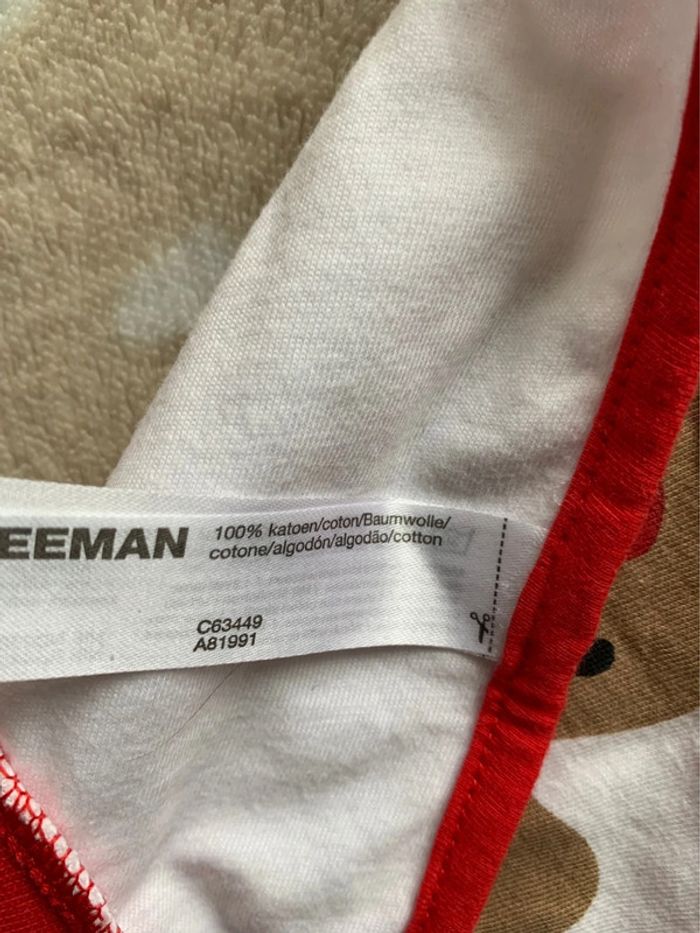 EEMAN
100% katoen/coton/Baumwolle/
cotone/algodón/algodão/cotton
C63449
A81991